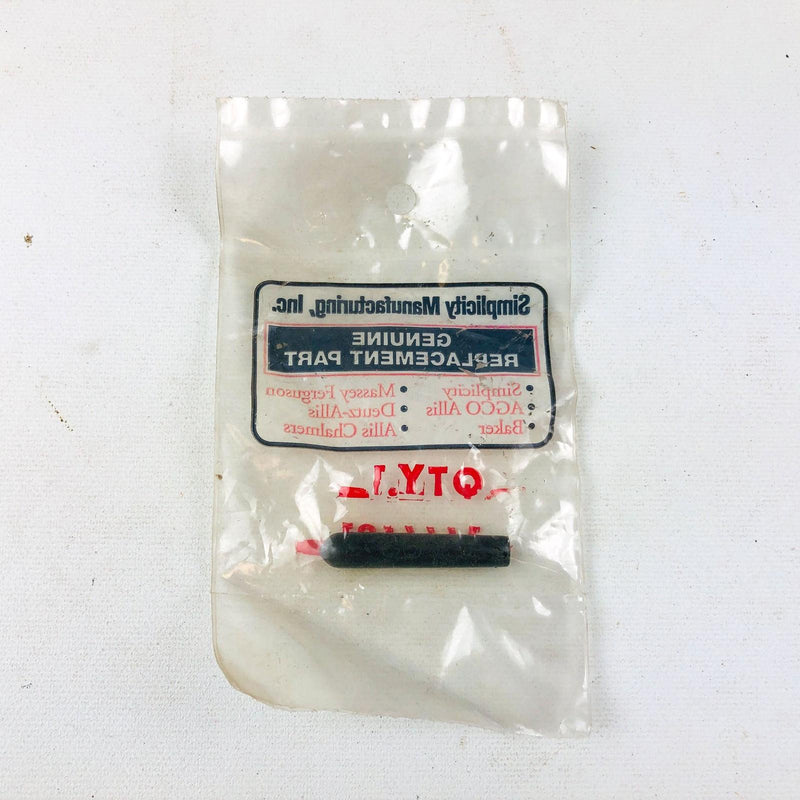 Simplicity Manufacturing, Inc.
GENUINE
REPLACEMENT PART
• Simplicity • Massey Ferguson
• AGCO Allis • Deutz-Allis
• Baker • Allis Chalmers
QTY.1